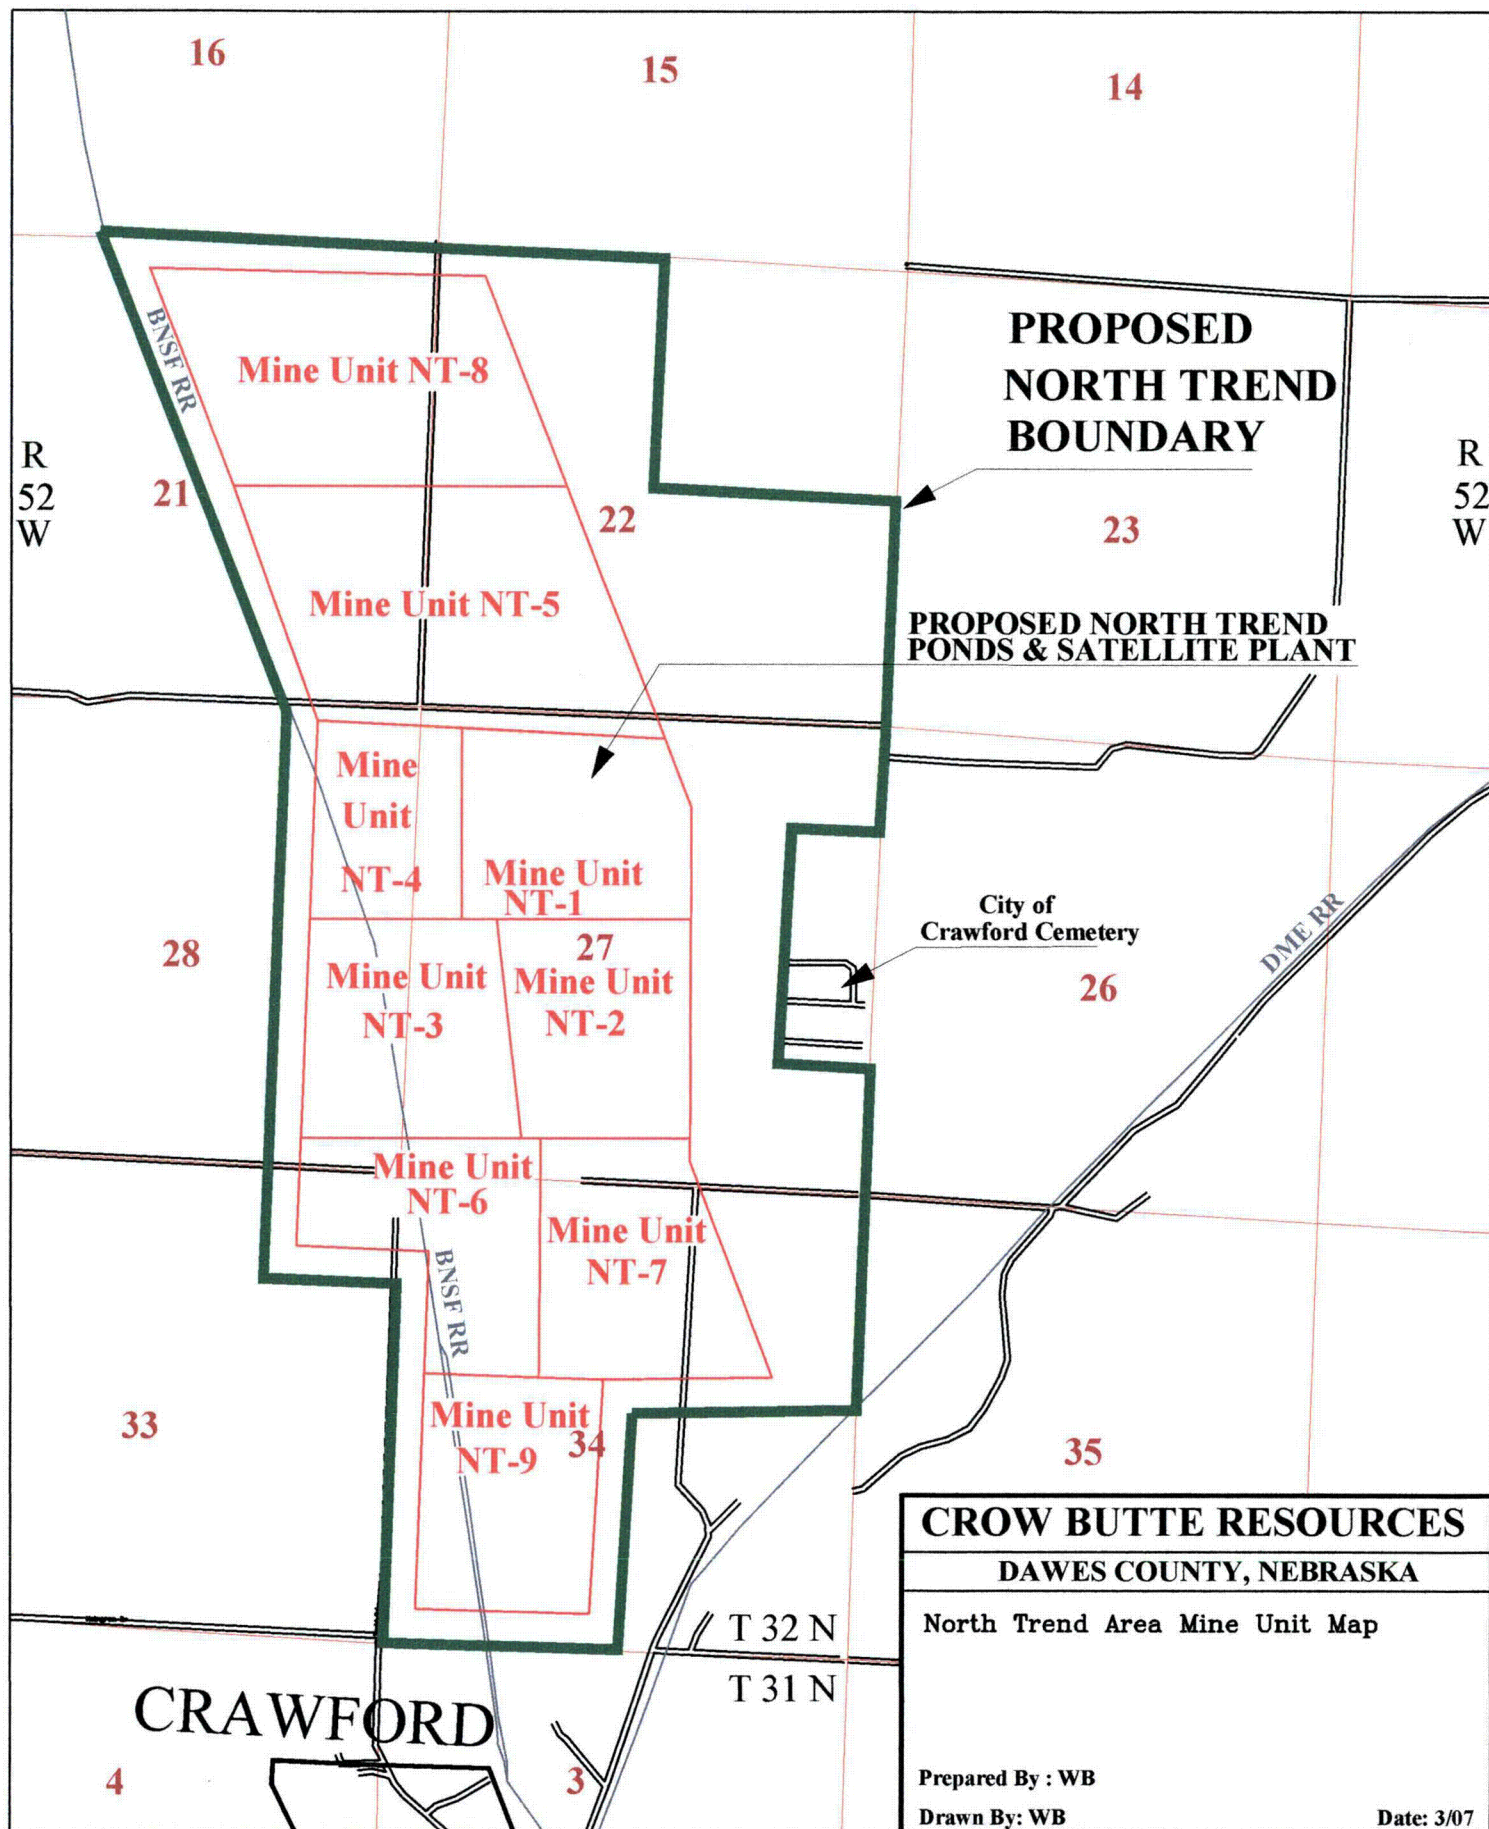 16
15
14
PROPOSED
NORTH TREND
BOUNDARY
BNSF RR
Mine Unit NT-8
R
52
W
R
52
W
21
22
23
Mine Unit NT-5
PROPOSED NORTH TREND
PONDS & SATELLITE PLANT
Mine
Unit
NT-4
Mine Unit
NT-1
City of
Crawford Cemetery
DME RR
28
27
26
Mine Unit
NT-3
Mine Unit
NT-2
Mine Unit
NT-6
Mine Unit
NT-7
BNSF RR
33
Mine Unit
NT-9
34
35
CROW BUTTE RESOURCES
DAWES COUNTY, NEBRASKA
North Trend Area Mine Unit Map
T 32 N
T 31 N
CRAWFORD
4
3
Prepared By : WB
Drawn By: WB
Date: 3/07